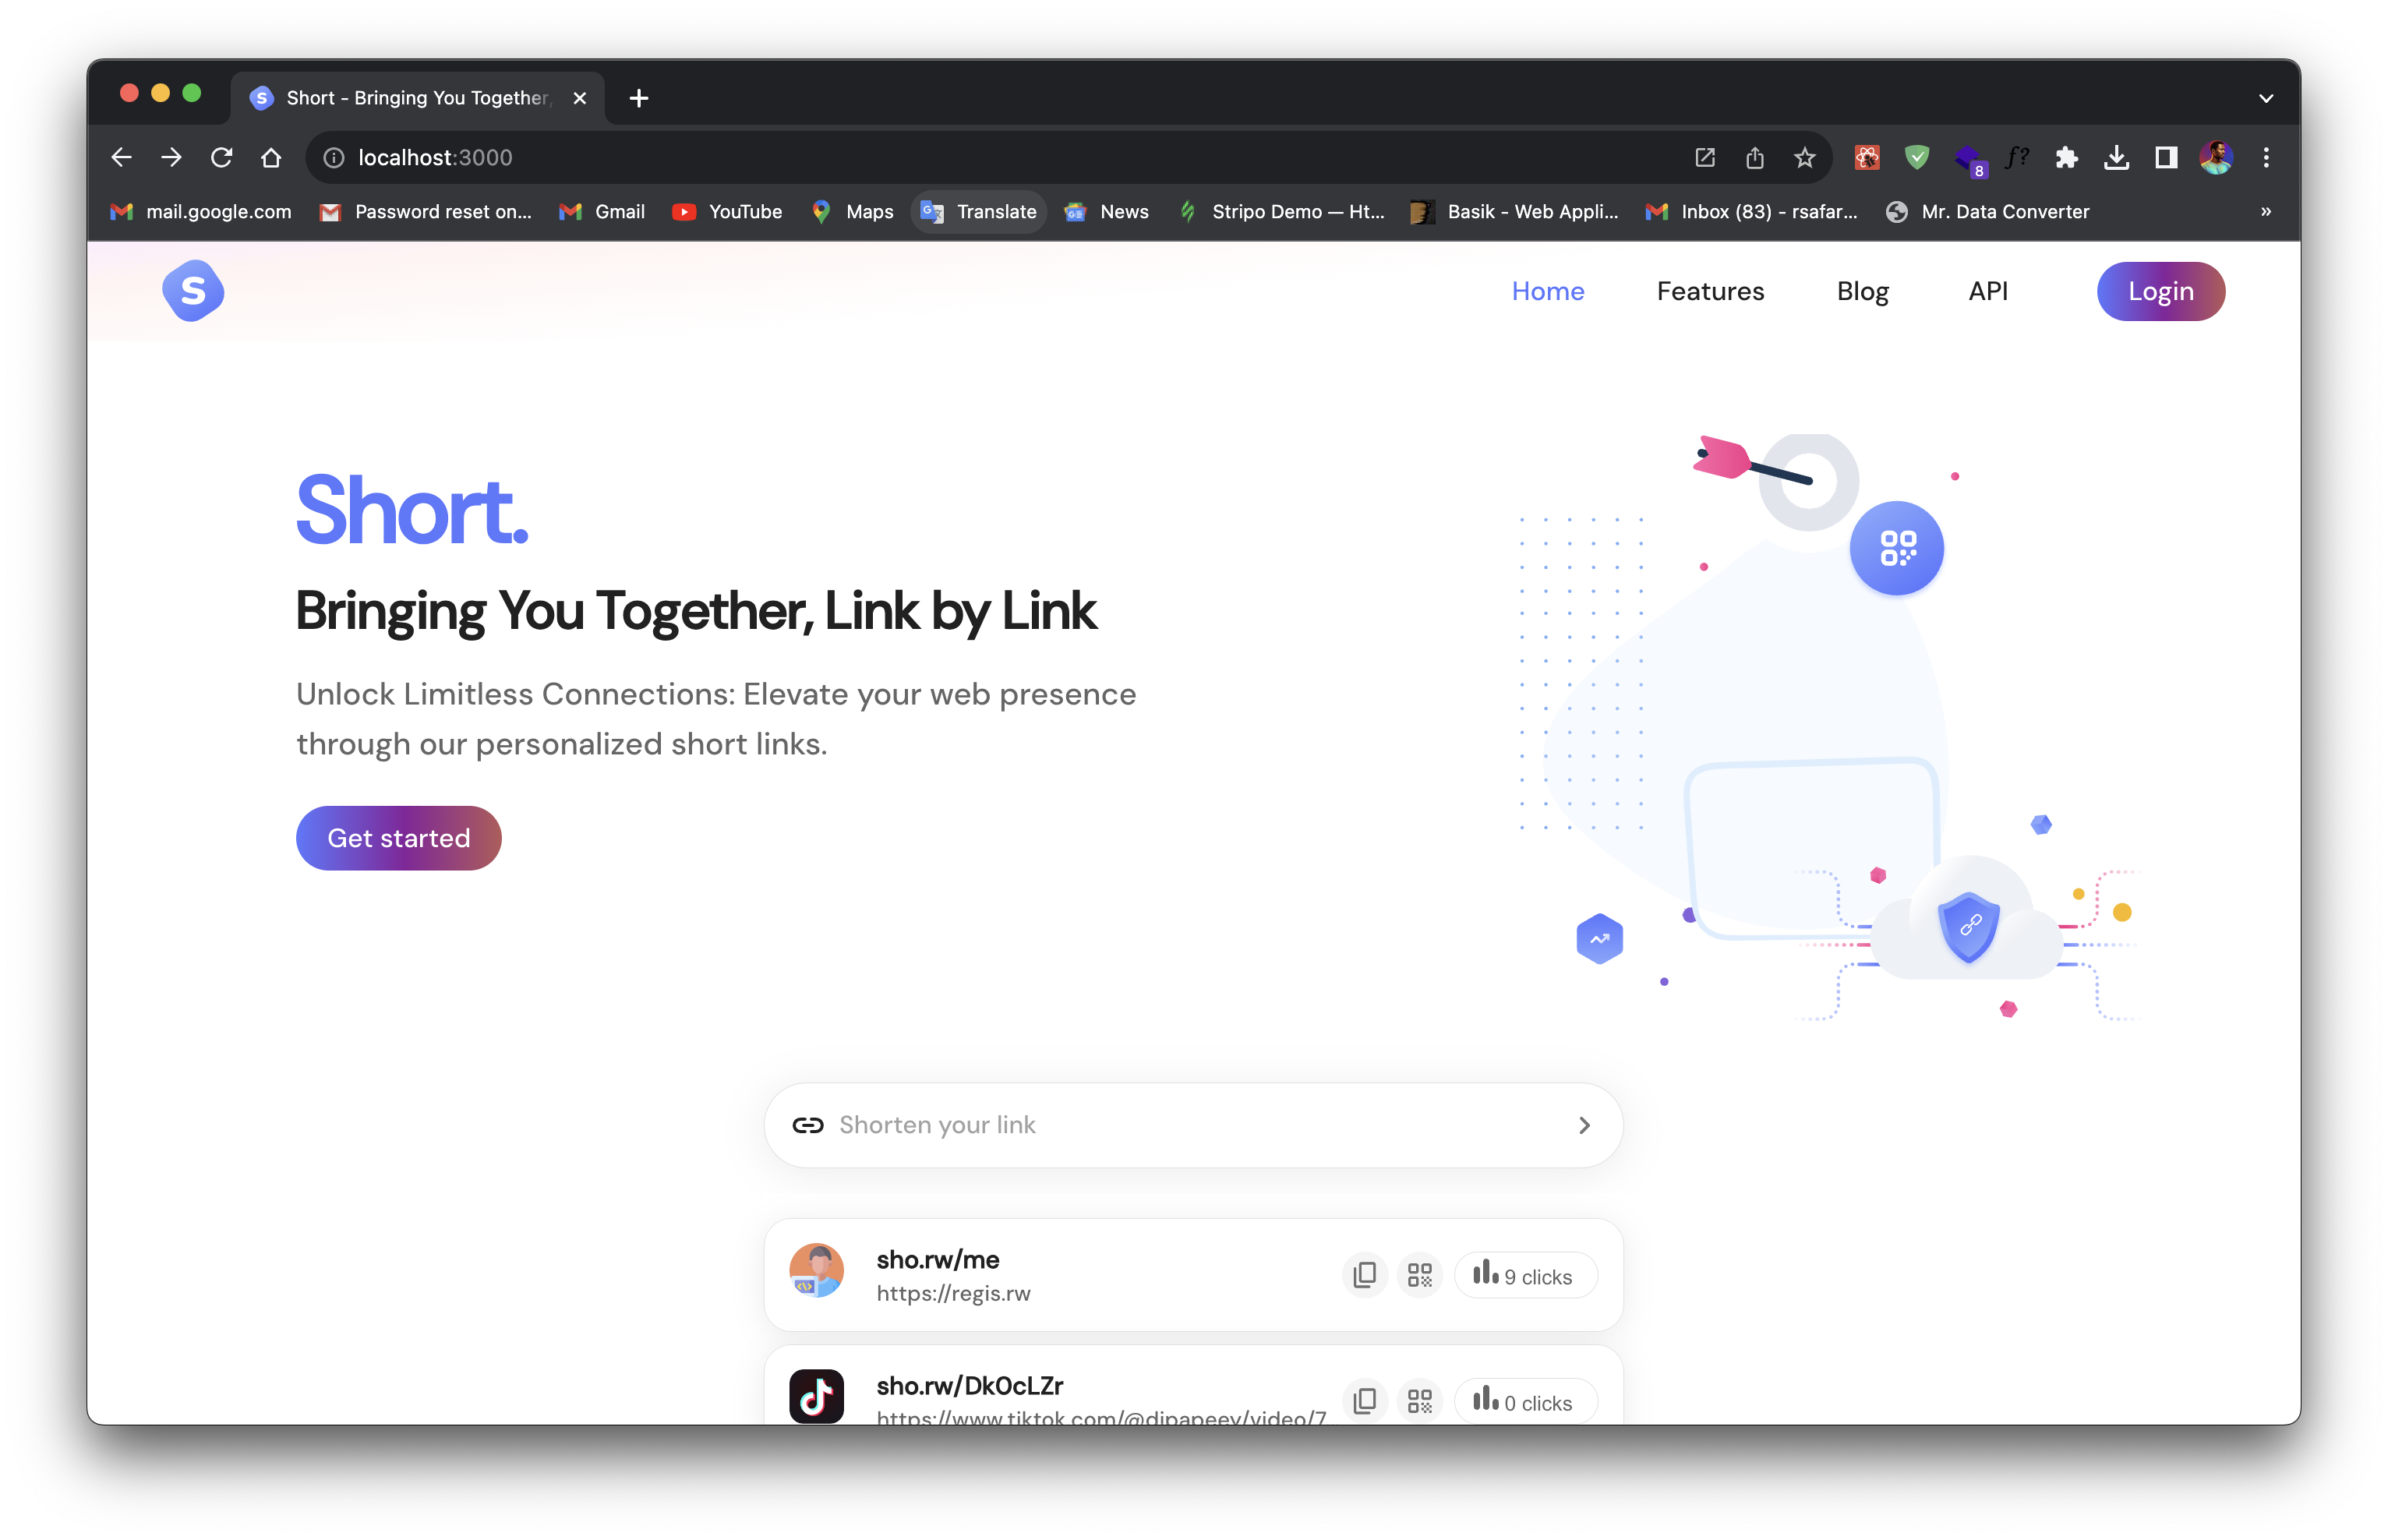 S Short - Bringing You Together,
localhost:3000
8
f?
mail.google.com Password reset on... Gmail YouTube Maps Translate News Stripo Demo — Ht... Basik - Web Appli... Inbox (83) - rsafar... Mr. Data Converter »
S Home Features Blog API Login
Short.
Bringing You Together, Link by Link
Unlock Limitless Connections: Elevate your web presence
through our personalized short links.
Get started
Shorten your link
sho.rw/me
https://regis.rw
9 clicks
sho.rw/Dk0cLZr
https://www.tiktok.com/@dipapeev/video/7...
0 clicks